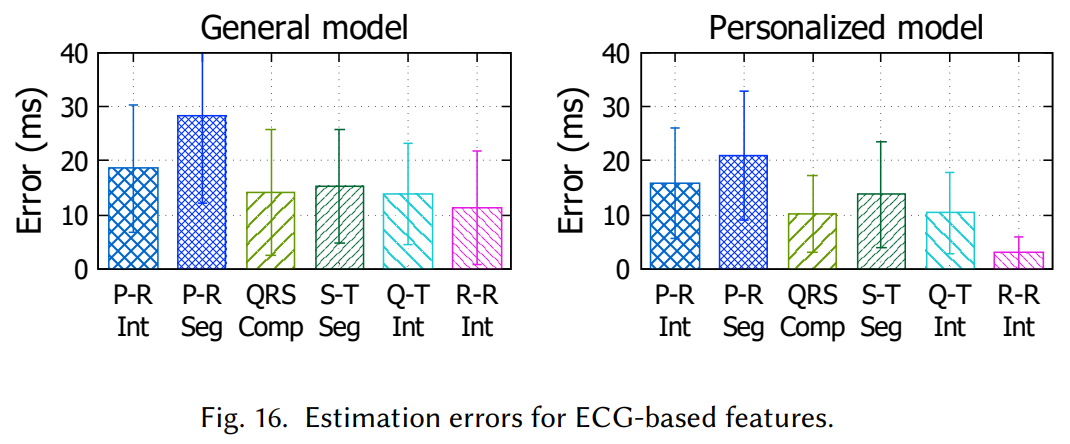 General model
Error (ms)
40
30
20
10
0
P-R Int
P-R Seg
QRS Comp
S-T Seg
Q-T Int
R-R Int
Personalized model
Error (ms)
40
30
20
10
0
P-R Int
P-R Seg
QRS Comp
S-T Seg
Q-T Int
R-R Int
Fig. 16. Estimation errors for ECG-based features.